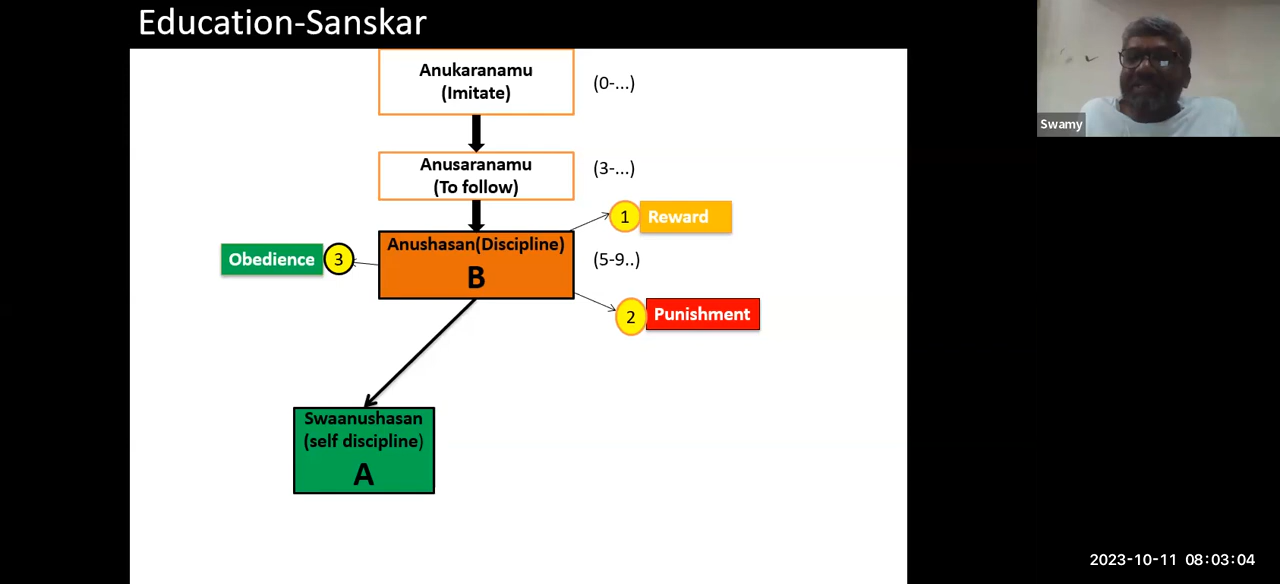 Education-Sanskar
Swamy
Anukaranamu
(Imitate)
(0-...)
Anusaranamu
(To follow)
(3-...)
1 Reward
Anushasan(Discipline)
B
(5-9..)
Obedience 3
2 Punishment
Swaanushasan
(self discipline)
A
2023-10-11 08:03:04